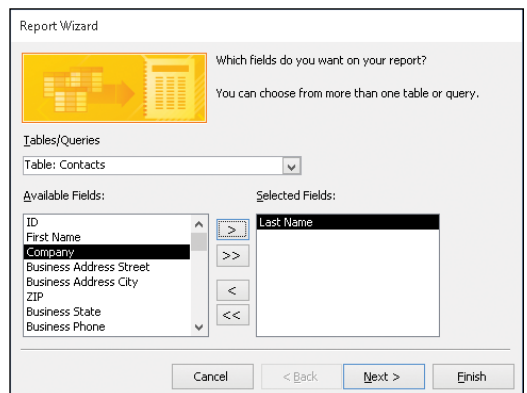 Report Wizard
Which fields do you want on your report?
You can choose from more than one table or query.
Tables/Queries
Table: Contacts
Available Fields:
Selected Fields:
ID
First Name
Company
Business Address Street
Business Address City
ZIP
Business State
Business Phone
>
>>
<
<<
Last Name
Cancel
< Back
Next >
Finish